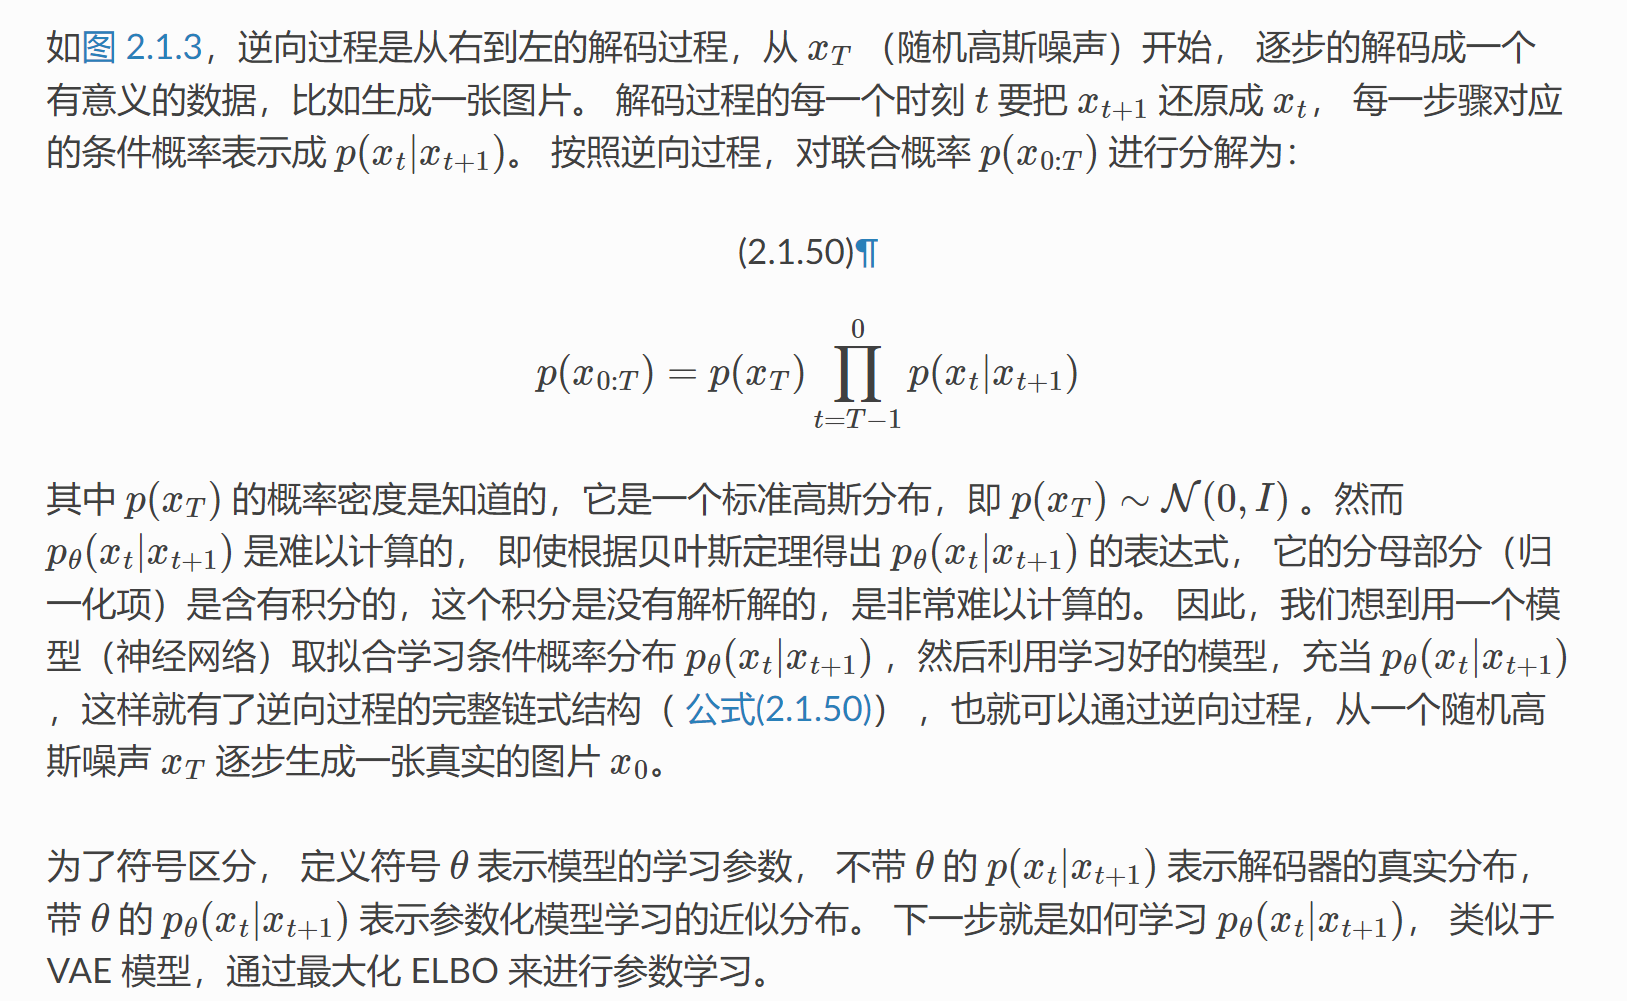 如图 2.1.3，逆向过程是从右到左的解码过程，从 x_T （随机高斯噪声）开始， 逐步的解码成一个
有意义的数据，比如生成一张图片。 解码过程的每一个时刻 t 要把 x_{t+1} 还原成 x_t， 每一步骤对应
的条件概率表示成 p(x_t|x_{t+1})。 按照逆向过程，对联合概率 p(x_{0:T}) 进行分解为：
(2.1.50)¶
p(x_{0:T}) = p(x_T) ∏_{t=T−1}^{0} p(x_t|x_{t+1})
其中 p(x_T) 的概率密度是知道的，它是一个标准高斯分布，即 p(x_T) ∼ 𝒩(0, I) 。然而
p_θ(x_t|x_{t+1}) 是难以计算的， 即使根据贝叶斯定理得出 p_θ(x_t|x_{t+1}) 的表达式， 它的分母部分（归
一化项）是含有积分的，这个积分是没有解析解的，是非常难以计算的。 因此，我们想到用一个模
型（神经网络）取拟合学习条件概率分布 p_θ(x_t|x_{t+1}) ，然后利用学习好的模型，充当 p_θ(x_t|x_{t+1})
，这样就有了逆向过程的完整链式结构（ 公式(2.1.50)） ，也就可以通过逆向过程，从一个随机高
斯噪声 x_T 逐步生成一张真实的图片 x_0。
为了符号区分， 定义符号 θ 表示模型的学习参数， 不带 θ 的 p(x_t|x_{t+1}) 表示解码器的真实分布，
带 θ 的 p_θ(x_t|x_{t+1}) 表示参数化模型学习的近似分布。 下一步就是如何学习 p_θ(x_t|x_{t+1})， 类似于
VAE 模型，通过最大化 ELBO 来进行参数学习。